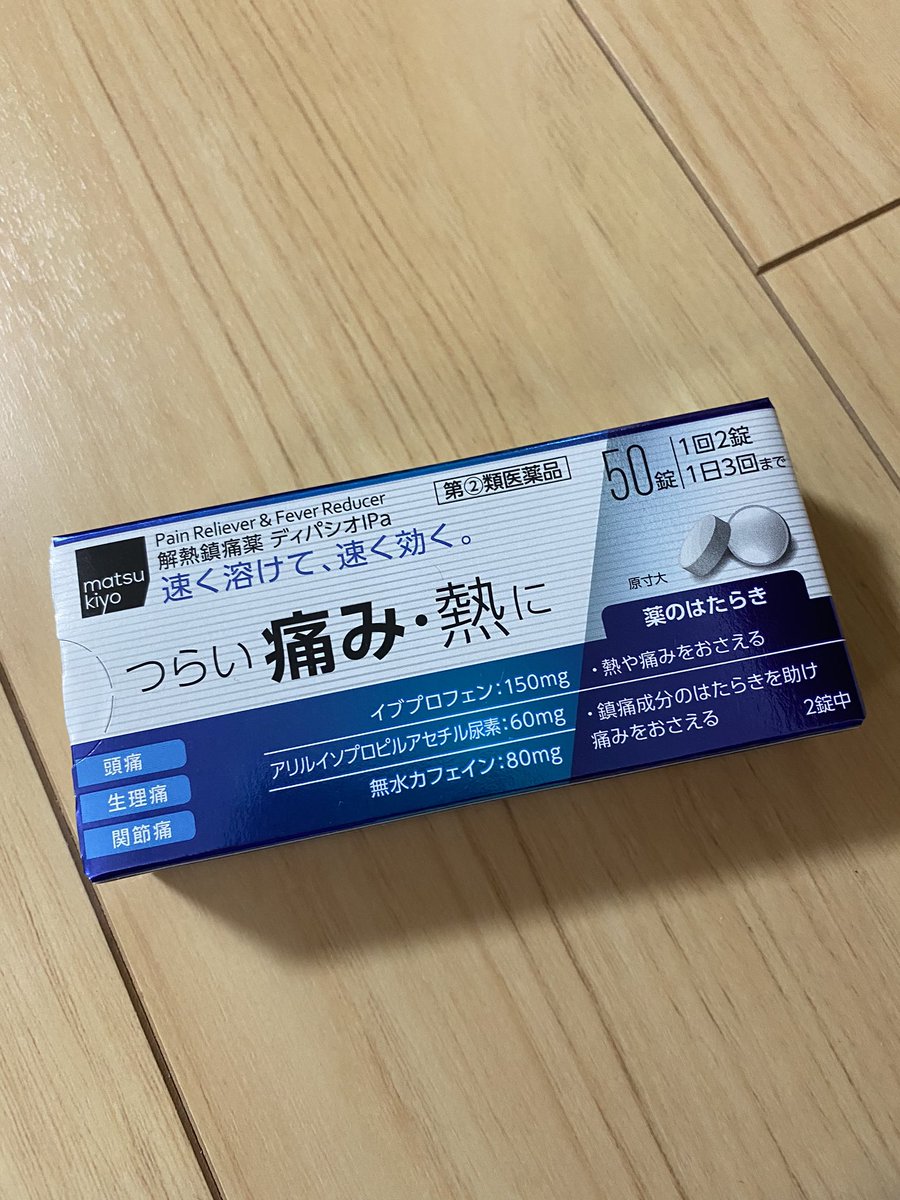 matsu
kiyo
Pain Reliever & Fever Reducer
解熱鎮痛薬 ディパシオIPa
第②類医薬品
速く溶けて、速く効く。
つらい 痛み・熱に
50錠
1回2錠
1日3回まで
原寸大
薬のはたらき
イブプロフェン:150mg
・熱や痛みをおさえる
アリルイソプロピルアセチル尿素:60mg
無水カフェイン:80mg
・鎮痛成分のはたらきを助け
痛みをおさえる
2錠中
頭痛
生理痛
関節痛